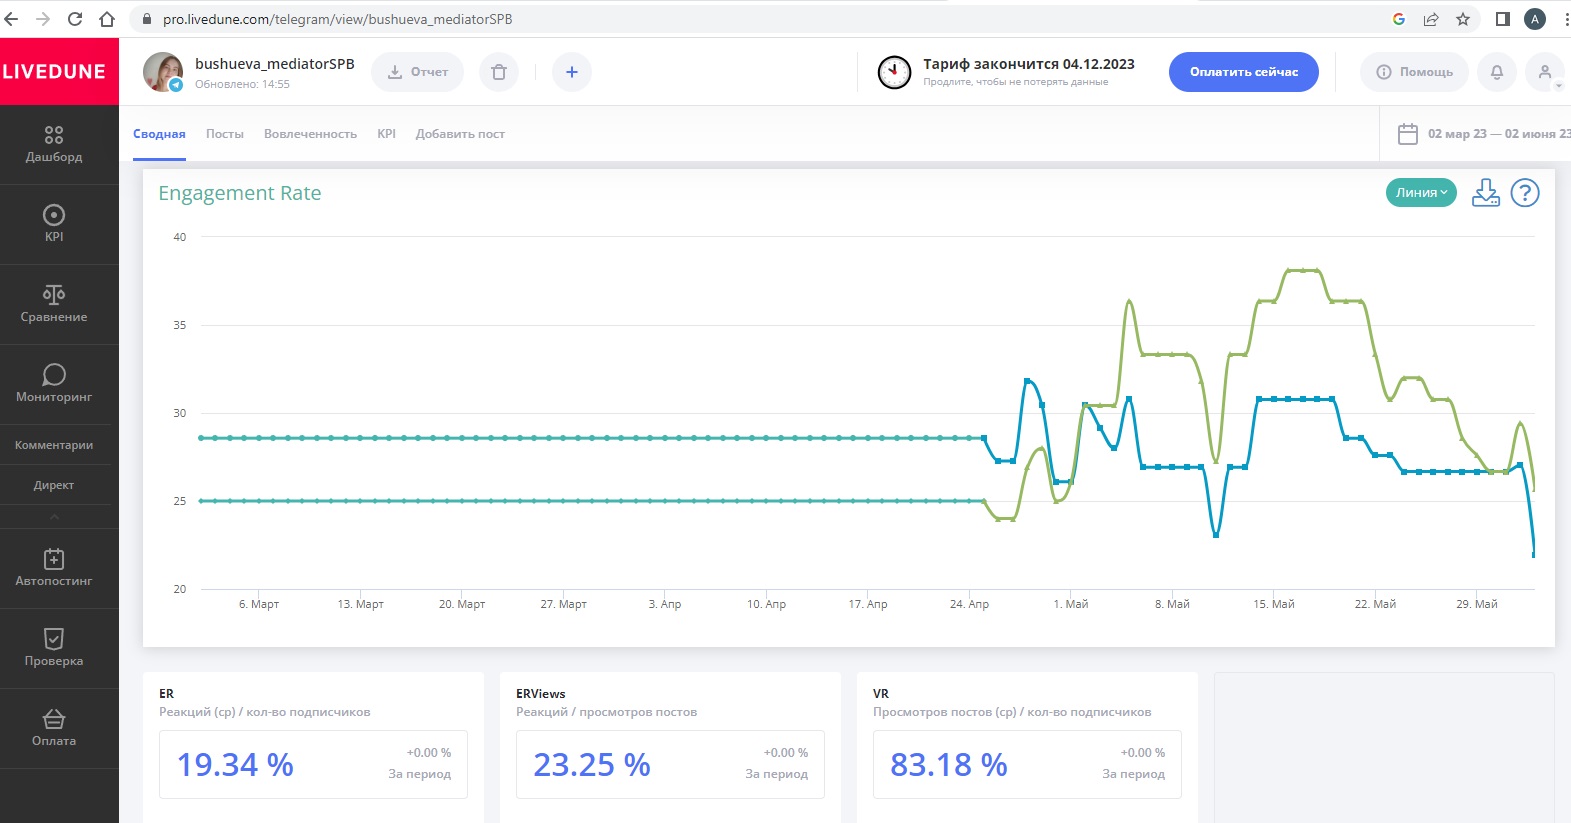 pro.livedune.com/telegram/view/bushueva_mediatorSPB
A
LIVEDUNE
bushueva_mediatorSPB
Обновлено: 14:55
Отчет
Тариф закончится 04.12.2023
Продлите, чтобы не потерять данные
Оплатить сейчас
Помощь
Сводная
Посты
Вовлеченность
KPI
Добавить пост
02 мар 23 — 02 июня 23
Дашборд
KPI
Сравнение
Мониторинг
Комментарии
Директ
Автопостинг
Проверка
Оплата
Engagement Rate
Линия
40
35
30
25
20
6. Март
13. Март
20. Март
27. Март
3. Апр
10. Апр
17. Апр
24. Апр
1. Май
8. Май
15. Май
22. Май
29. Май
ER
Реакций (ср) / кол-во подписчиков
19.34 %
+0.00 %
За период
ERViews
Реакций / просмотров постов
23.25 %
+0.00 %
За период
VR
Просмотров постов (ср) / кол-во подписчиков
83.18 %
+0.00 %
За период